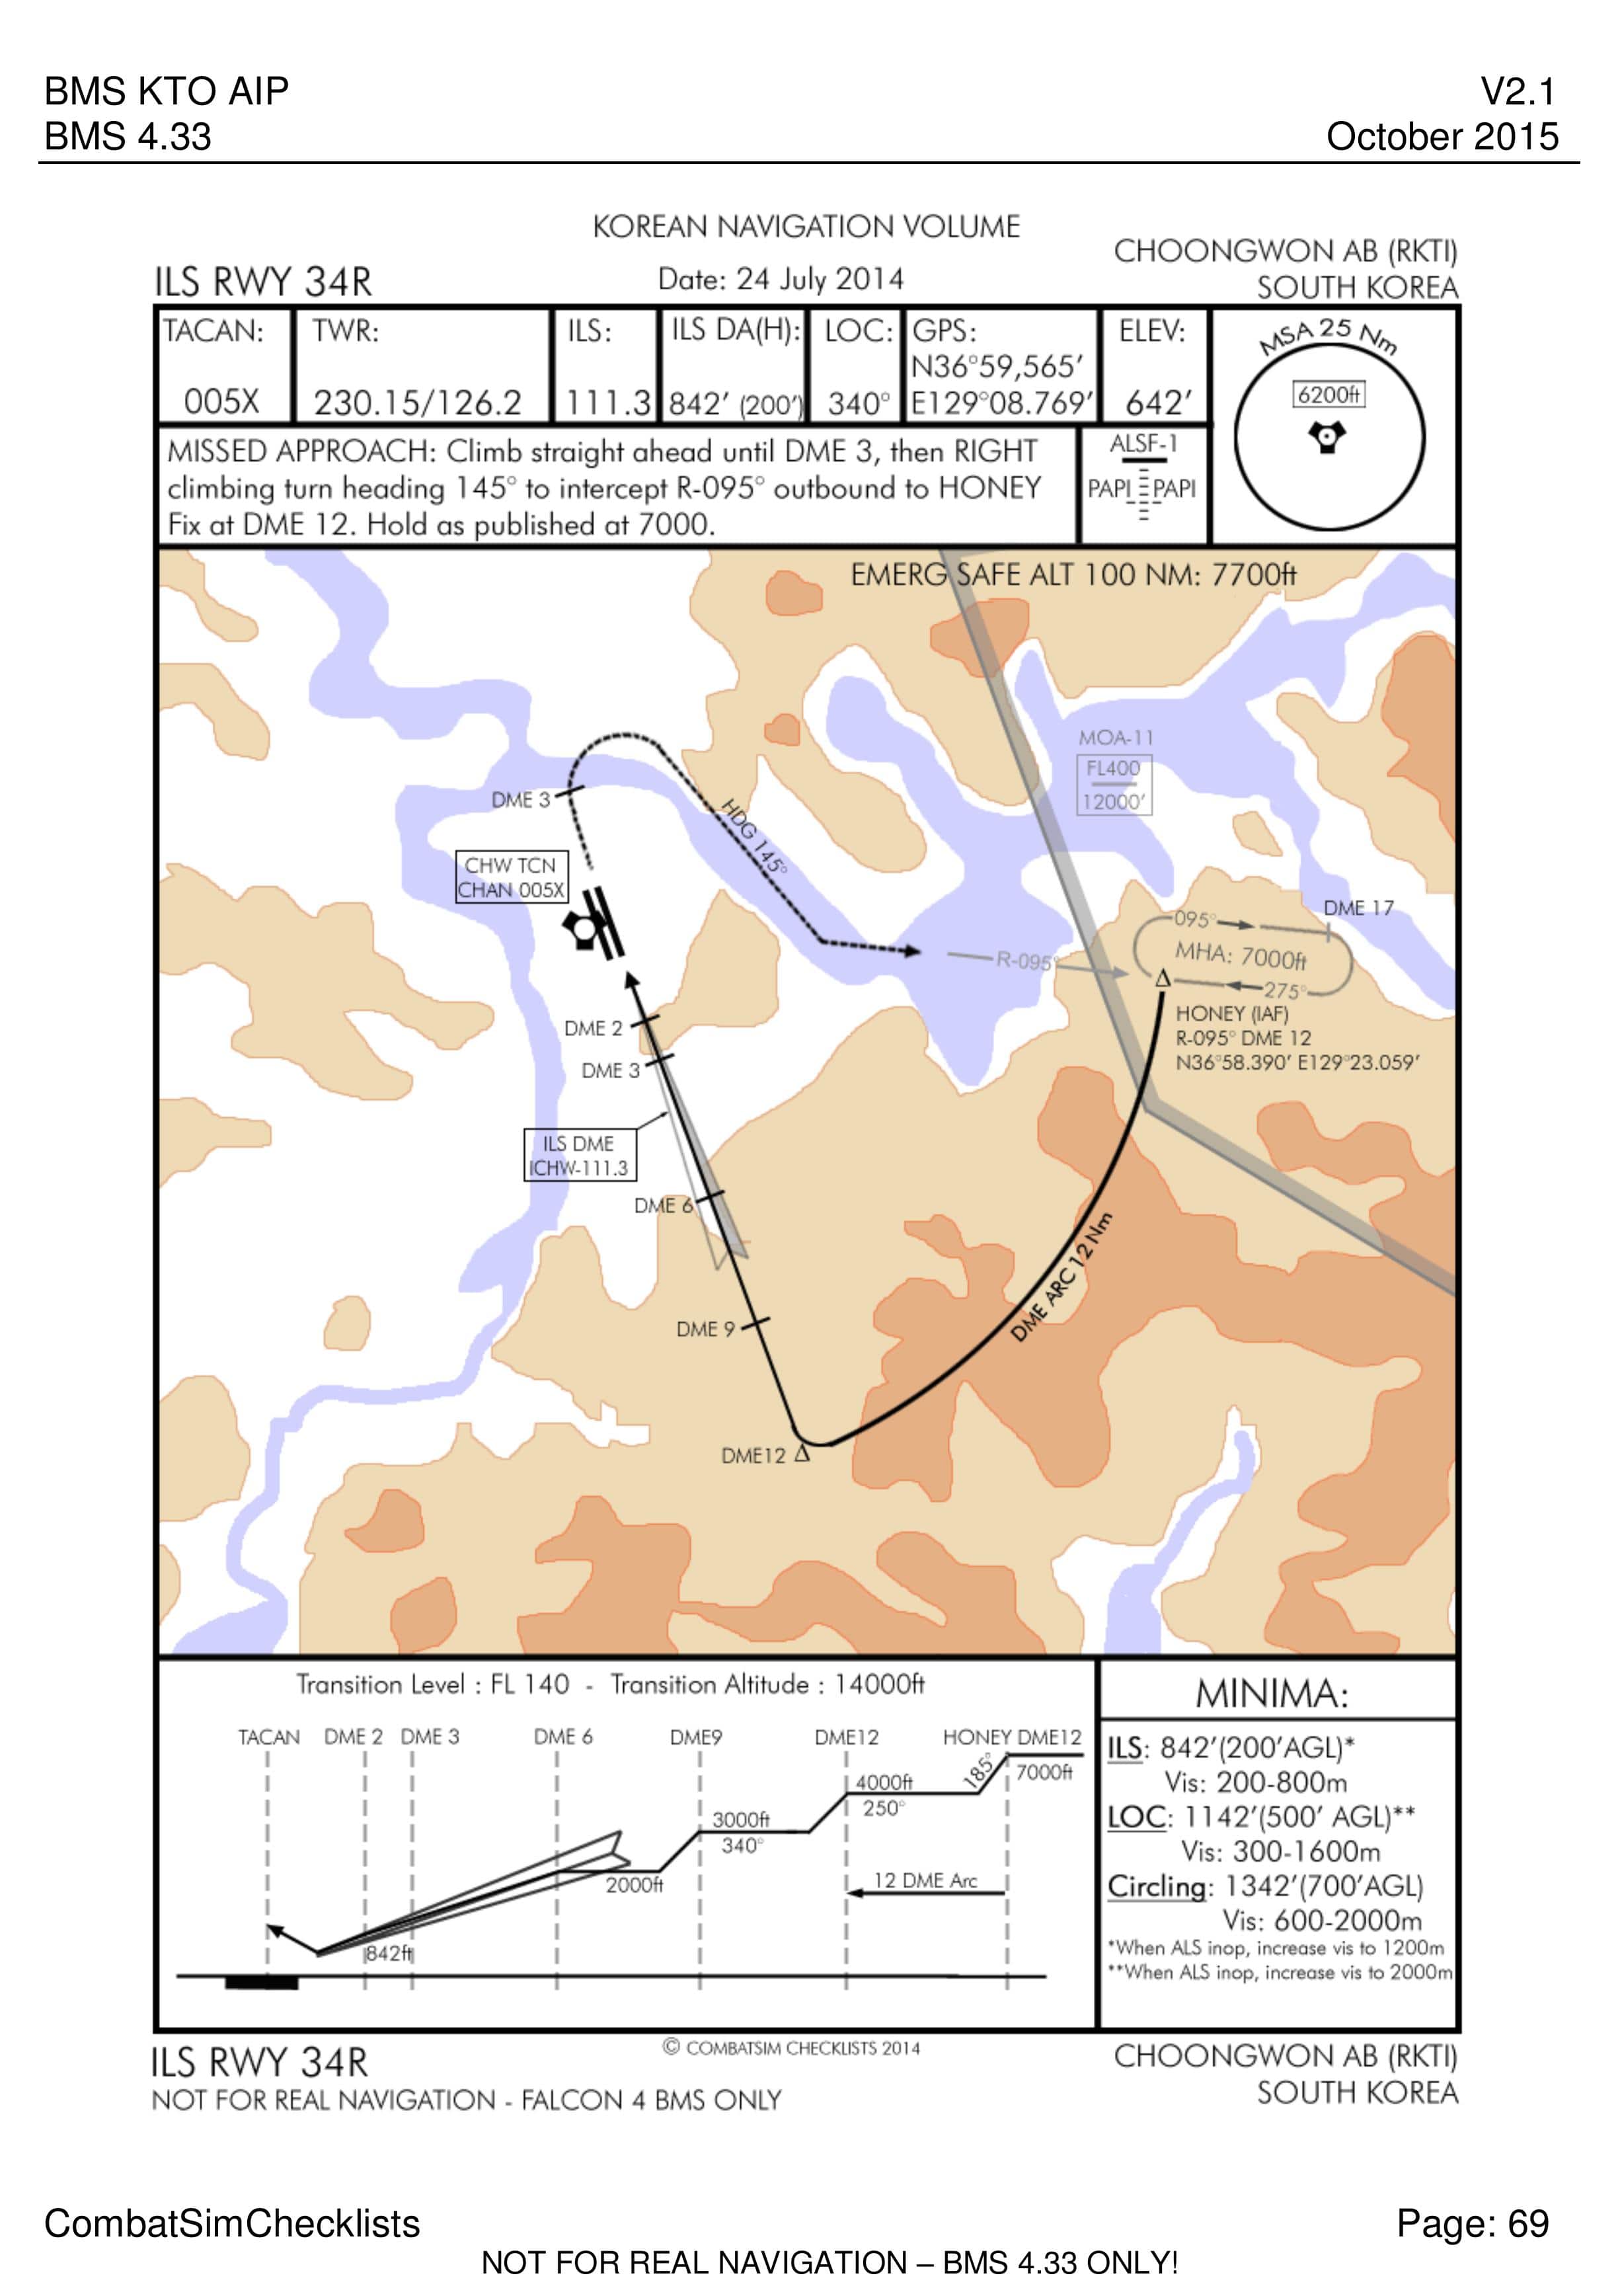 BMS KTO AIP
V2.1
BMS 4.33
October 2015
KOREAN NAVIGATION VOLUME
CHOONGWON AB (RKTI)
ILS RWY 34R
Date: 24 July 2014
SOUTH KOREA
TACAN:
005X
TWR:
230.15/126.2
ILS:
111.3
ILS DA(H):
842' (200')
LOC:
340°
GPS:
N36°59,565'
E129°08.769'
ELEV:
642'
MSA 25 Nm
6200ft
MISSED APPROACH: Climb straight ahead until DME 3, then RIGHT
climbing turn heading 145° to intercept R-095° outbound to HONEY
Fix at DME 12. Hold as published at 7000.
ALSF-1
PAPI PAPI
EMERG SAFE ALT 100 NM: 7700ft
MOA-11
FL400
12000'
DME 3
HDG 145°
CHW TCN
CHAN 005X
DME 17
095°
MHA: 7000ft
R-095°
275°
HONEY (IAF)
R-095° DME 12
N36°58.390' E129°23.059'
DME 2
DME 3
ILS DME
ICHW-111.3
DME 6
DME ARC 12 Nm
DME 9
DME12
Transition Level : FL 140 - Transition Altitude : 14000ft
TACAN DME 2 DME 3 DME 6 DME9 DME12 HONEY DME12
185°
7000ft
4000ft
250°
3000ft
340°
2000ft
12 DME Arc
842ft
MINIMA:
ILS: 842'(200'AGL)*
Vis: 200-800m
LOC: 1142'(500' AGL)**
Vis: 300-1600m
Circling: 1342'(700'AGL)
Vis: 600-2000m
*When ALS inop, increase vis to 1200m
**When ALS inop, increase vis to 2000m
© COMBATSIM CHECKLISTS 2014
ILS RWY 34R
CHOONGWON AB (RKTI)
NOT FOR REAL NAVIGATION - FALCON 4 BMS ONLY
SOUTH KOREA
CombatSimChecklists
Page: 69
NOT FOR REAL NAVIGATION – BMS 4.33 ONLY!